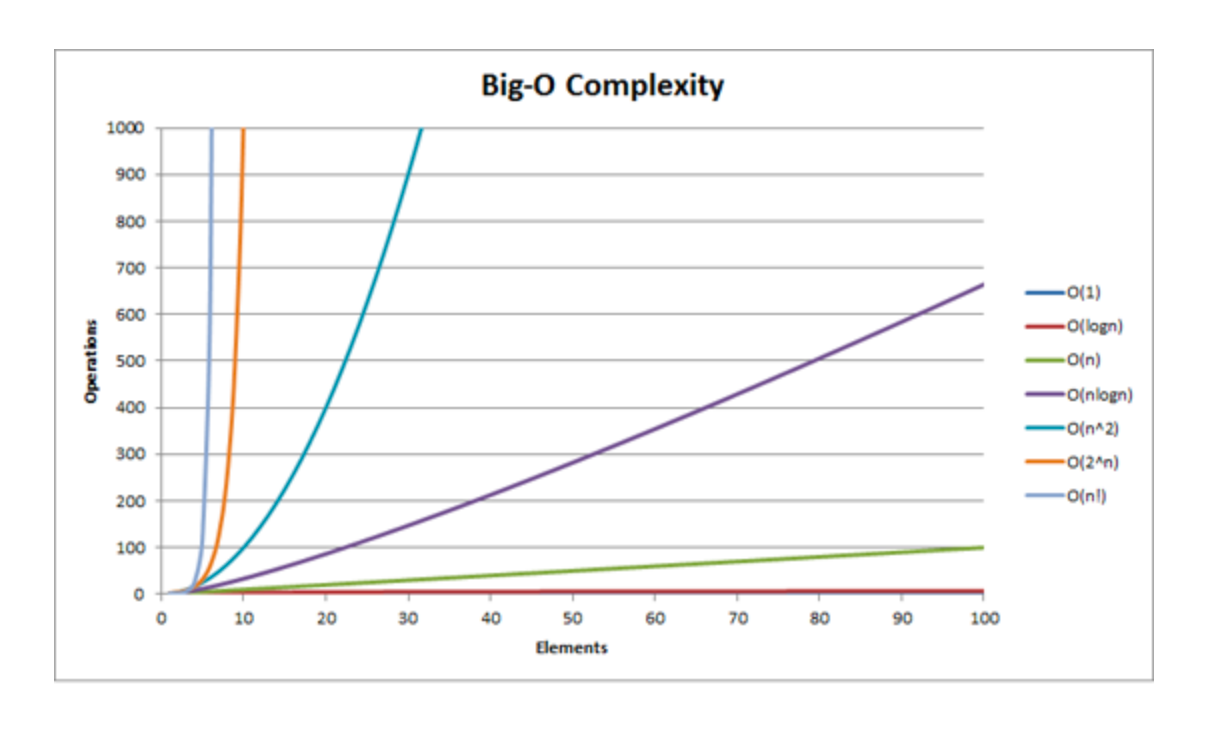 Big-O Complexity
1000
900
800
700
600
500
400
300
200
100
0
Operations
0 10 20 30 40 50 60 70 80 90 100
Elements
O(1)
O(logn)
O(n)
O(nlogn)
O(n^2)
O(2^n)
O(n!)